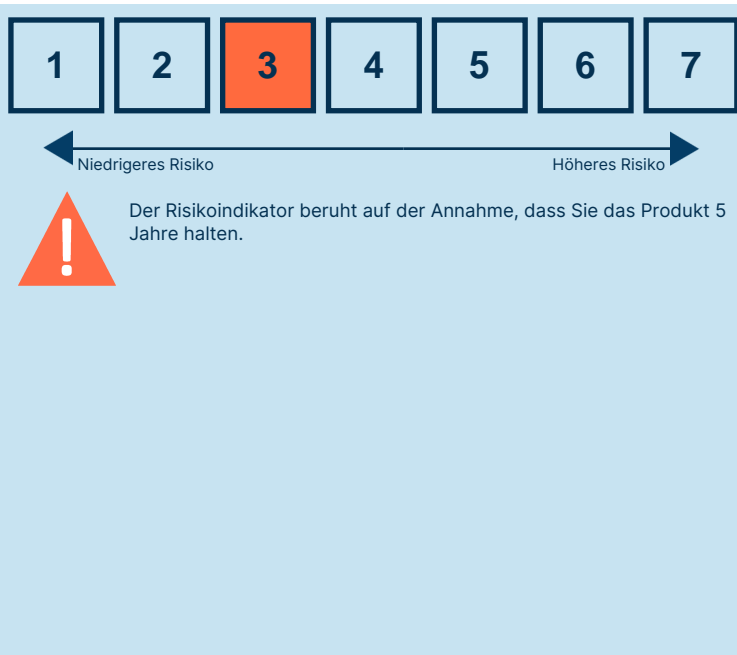 1 2 3 4 5 6 7
Niedrigeres Risiko Höheres Risiko
Der Risikoindikator beruht auf der Annahme, dass Sie das Produkt 5
Jahre halten.